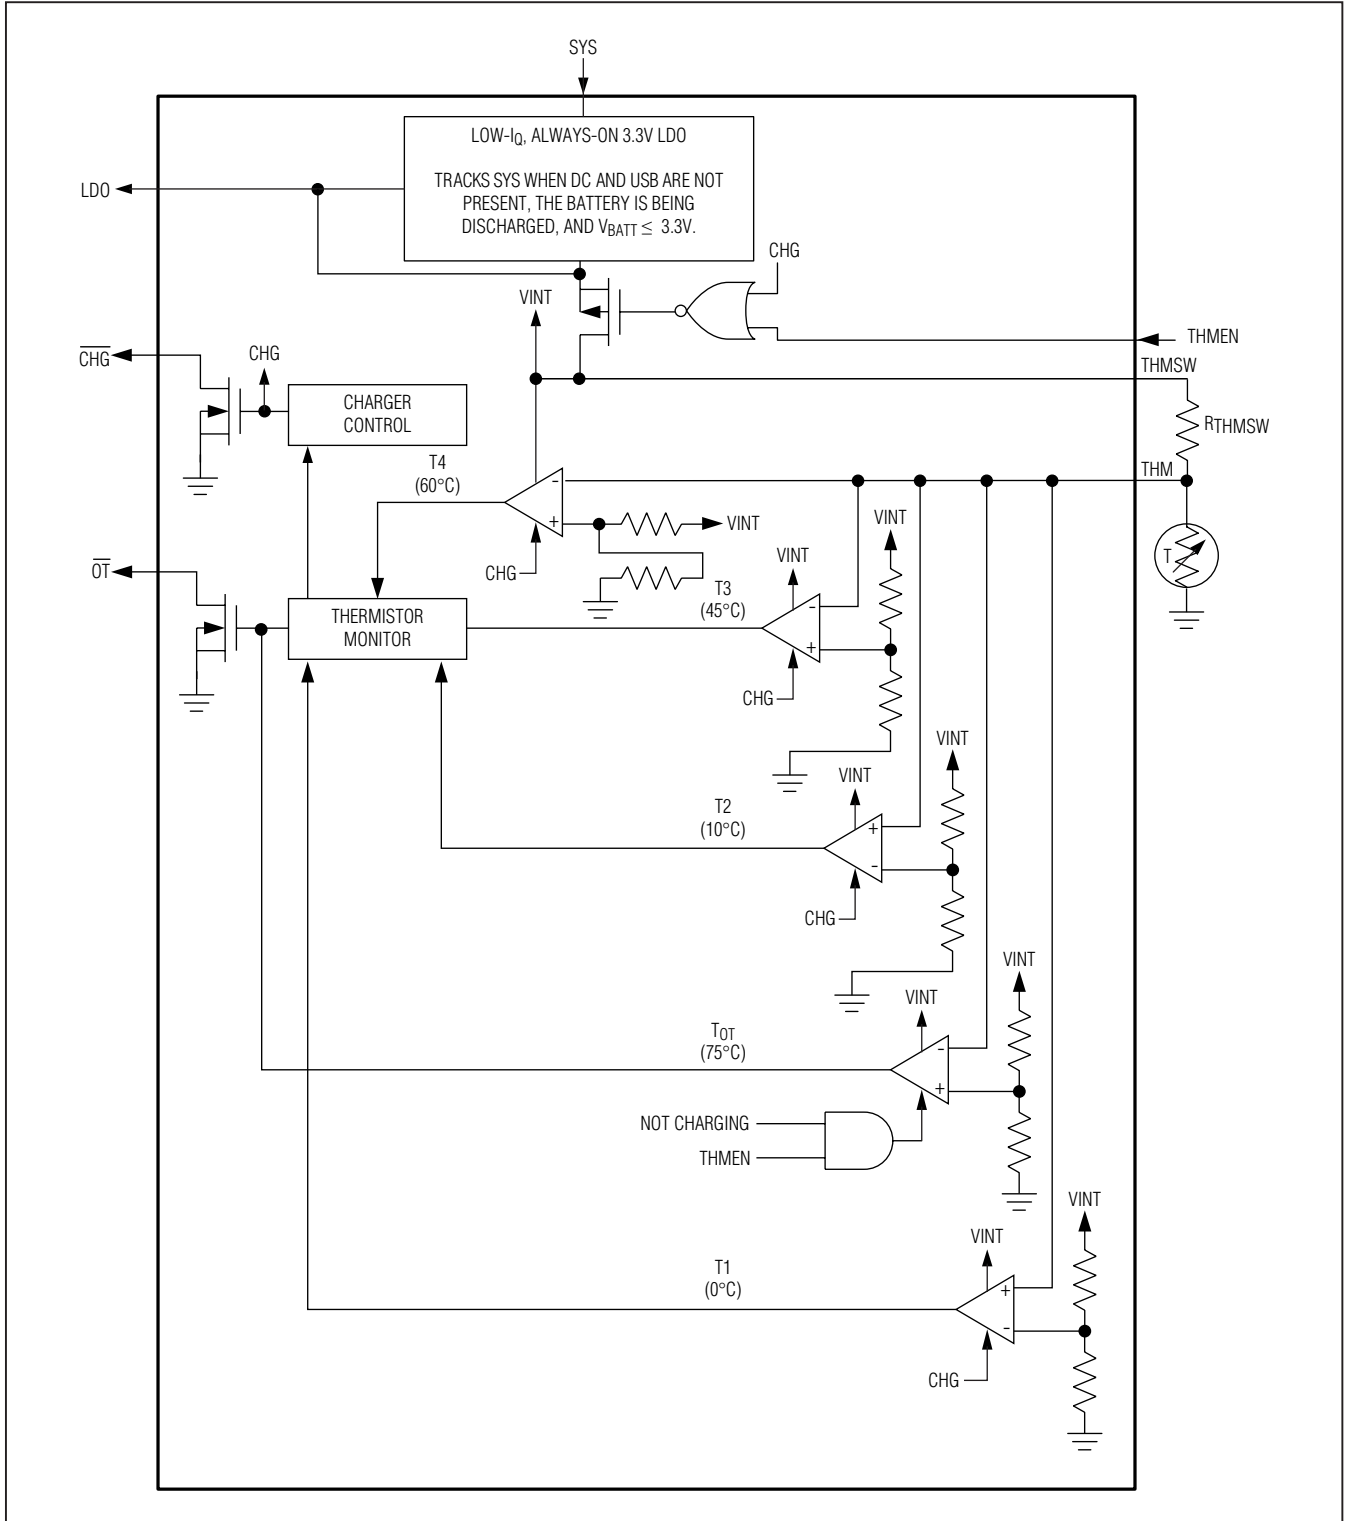 SYS
LOW-IQ, ALWAYS-ON 3.3V LDO
TRACKS SYS WHEN DC AND USB ARE NOT
PRESENT, THE BATTERY IS BEING
DISCHARGED, AND VBATT ≤ 3.3V.
LDO
CHG
VINT
THMEN
CHG
CHG
THMSW
CHARGER
CONTROL
RTHMSW
T4
(60°C)
-
+
THM
VINT
VINT
CHG
OT
T
VINT
T3
(45°C)
-
+
THERMISTOR
MONITOR
CHG
VINT
VINT
T2
(10°C)
+
-
CHG
VINT
VINT
TOT
(75°C)
-
+
NOT CHARGING
THMEN
VINT
VINT
T1
(0°C)
+
-
CHG